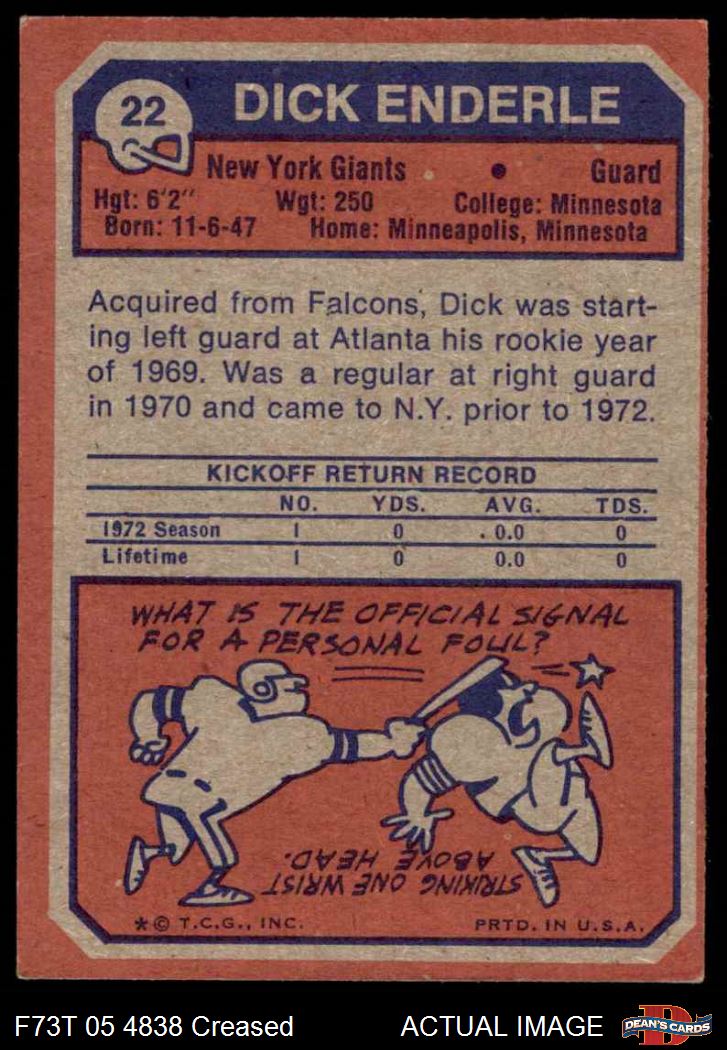 22
DICK ENDERLE
New York Giants • Guard
Hgt: 6'2" Wgt: 250 College: Minnesota
Born: 11-6-47 Home: Minneapolis, Minnesota
Acquired from Falcons, Dick was start-
ing left guard at Atlanta his rookie year
of 1969. Was a regular at right guard
in 1970 and came to N.Y. prior to 1972.
KICKOFF RETURN RECORD
NO. YDS. AVG. TDS.
1972 Season 1 0 0.0 0
Lifetime 1 0 0.0 0
WHAT IS THE OFFICIAL SIGNAL
FOR A PERSONAL FOUL?
STRIKING ONE WRIST
ABOVE HEAD.
*© T.C.G., INC. PRTD. IN U.S.A.
F73T 05 4838 Creased ACTUAL IMAGE
D
DEAN'S CARDS